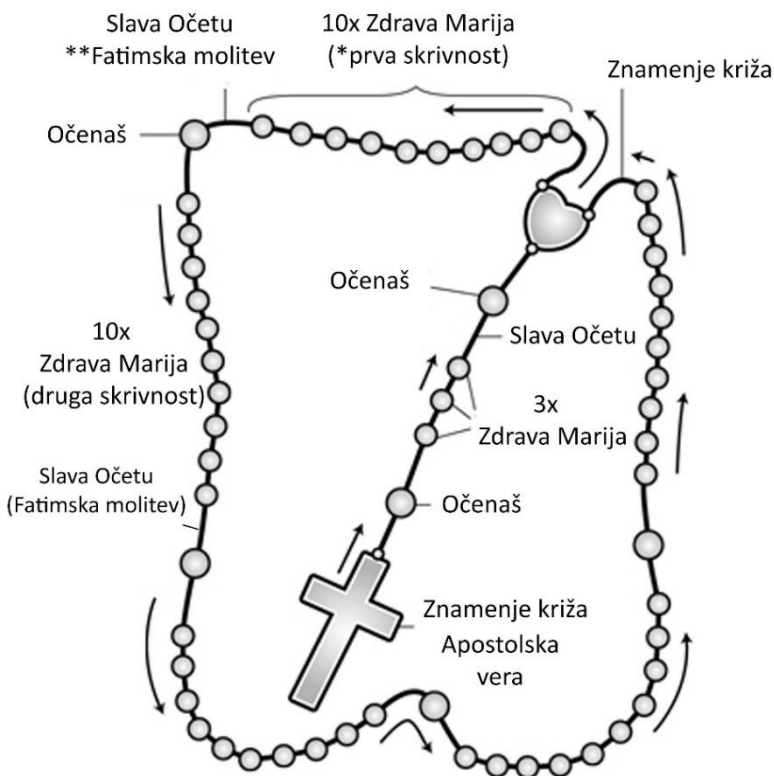 Slava Očetu
**Fatimska molitev
10x Zdrava Marija
(*prva skrivnost)
Znamenje križa
Očenaš
Očenaš
Slava Očetu
10x
Zdrava Marija
(druga skrivnost)
3x
Zdrava Marija
Slava Očetu
(Fatimska molitev)
Očenaš
Znamenje križa
Apostolska
vera